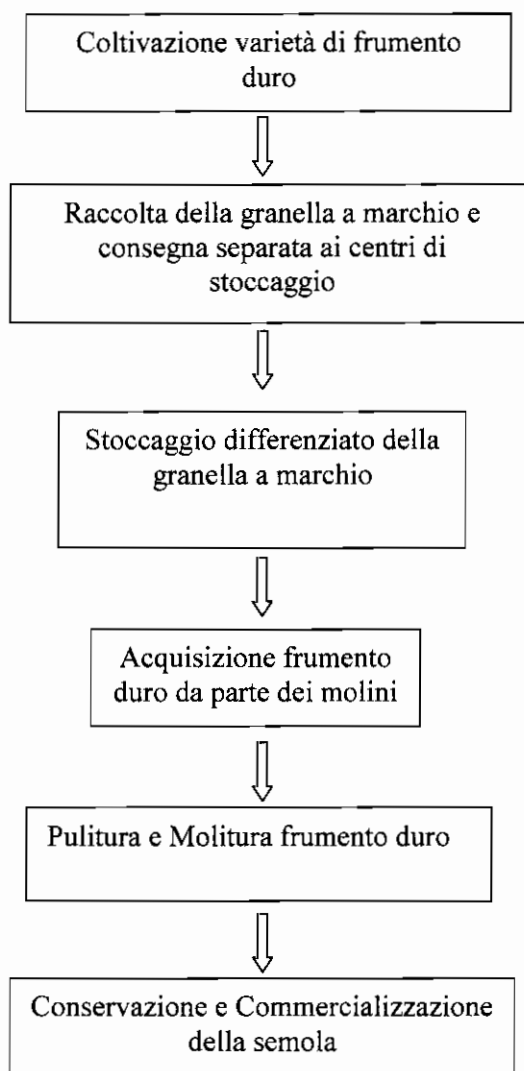 Coltivazione varietà di frumento
duro
Raccolta della granella a marchio e
consegna separata ai centri di
stoccaggio
Stoccaggio differenziato della
granella a marchio
Acquisizione frumento
duro da parte dei molini
Pulitura e Molitura frumento duro
Conservazione e Commercializzazione
della semola